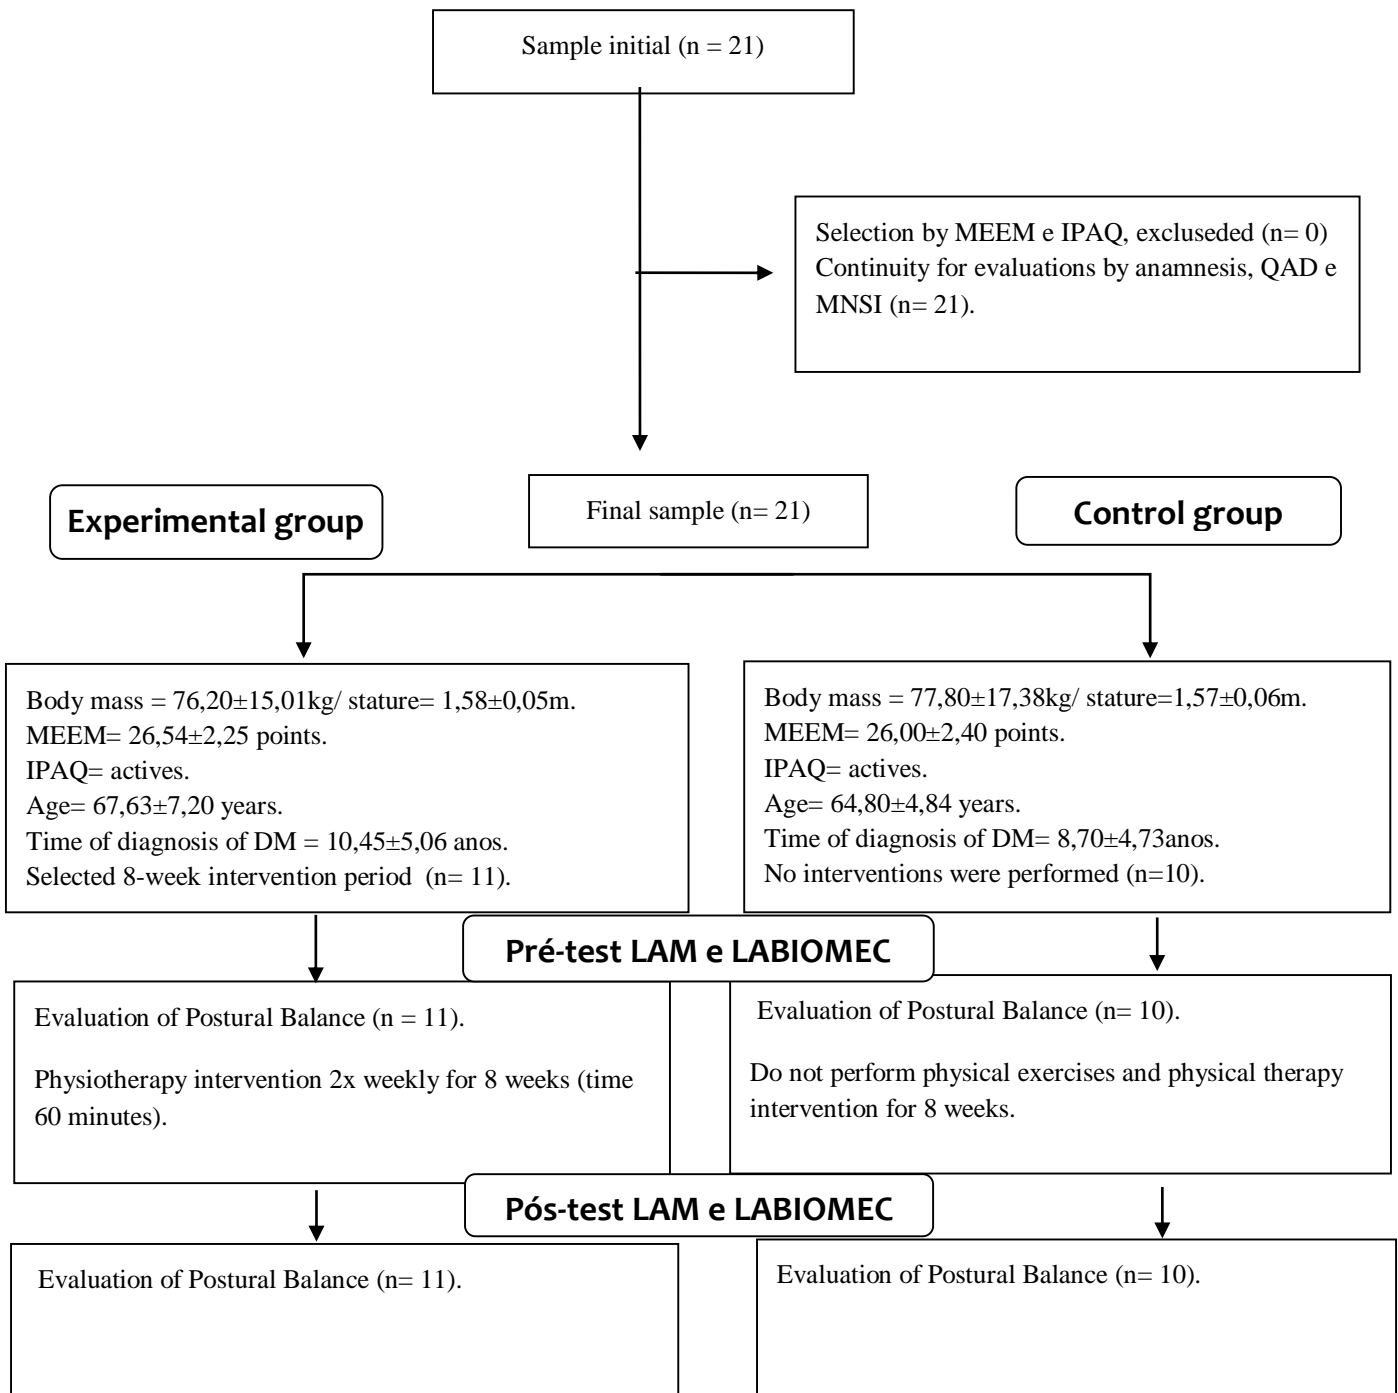 Sample initial (n = 21)
Selection by MEEM e IPAQ, excluseded (n= 0)
Continuity for evaluations by anamnesis, QAD e
MNSI (n= 21).
Experimental group
Final sample (n= 21)
Control group
Body mass = 76,20±15,01kg/ stature= 1,58±0,05m.
MEEM= 26,54±2,25 points.
IPAQ= actives.
Age= 67,63±7,20 years.
Time of diagnosis of DM = 10,45±5,06 anos.
Selected 8-week intervention period (n= 11).
Body mass = 77,80±17,38kg/ stature=1,57±0,06m.
MEEM= 26,00±2,40 points.
IPAQ= actives.
Age= 64,80±4,84 years.
Time of diagnosis of DM= 8,70±4,73anos.
No interventions were performed (n=10).
Pré-test LAM e LABIOMEC
Evaluation of Postural Balance (n = 11).
Physiotherapy intervention 2x weekly for 8 weeks (time
60 minutes).
Evaluation of Postural Balance (n= 10).
Do not perform physical exercises and physical therapy
intervention for 8 weeks.
Pós-test LAM e LABIOMEC
Evaluation of Postural Balance (n= 11).
Evaluation of Postural Balance (n= 10).